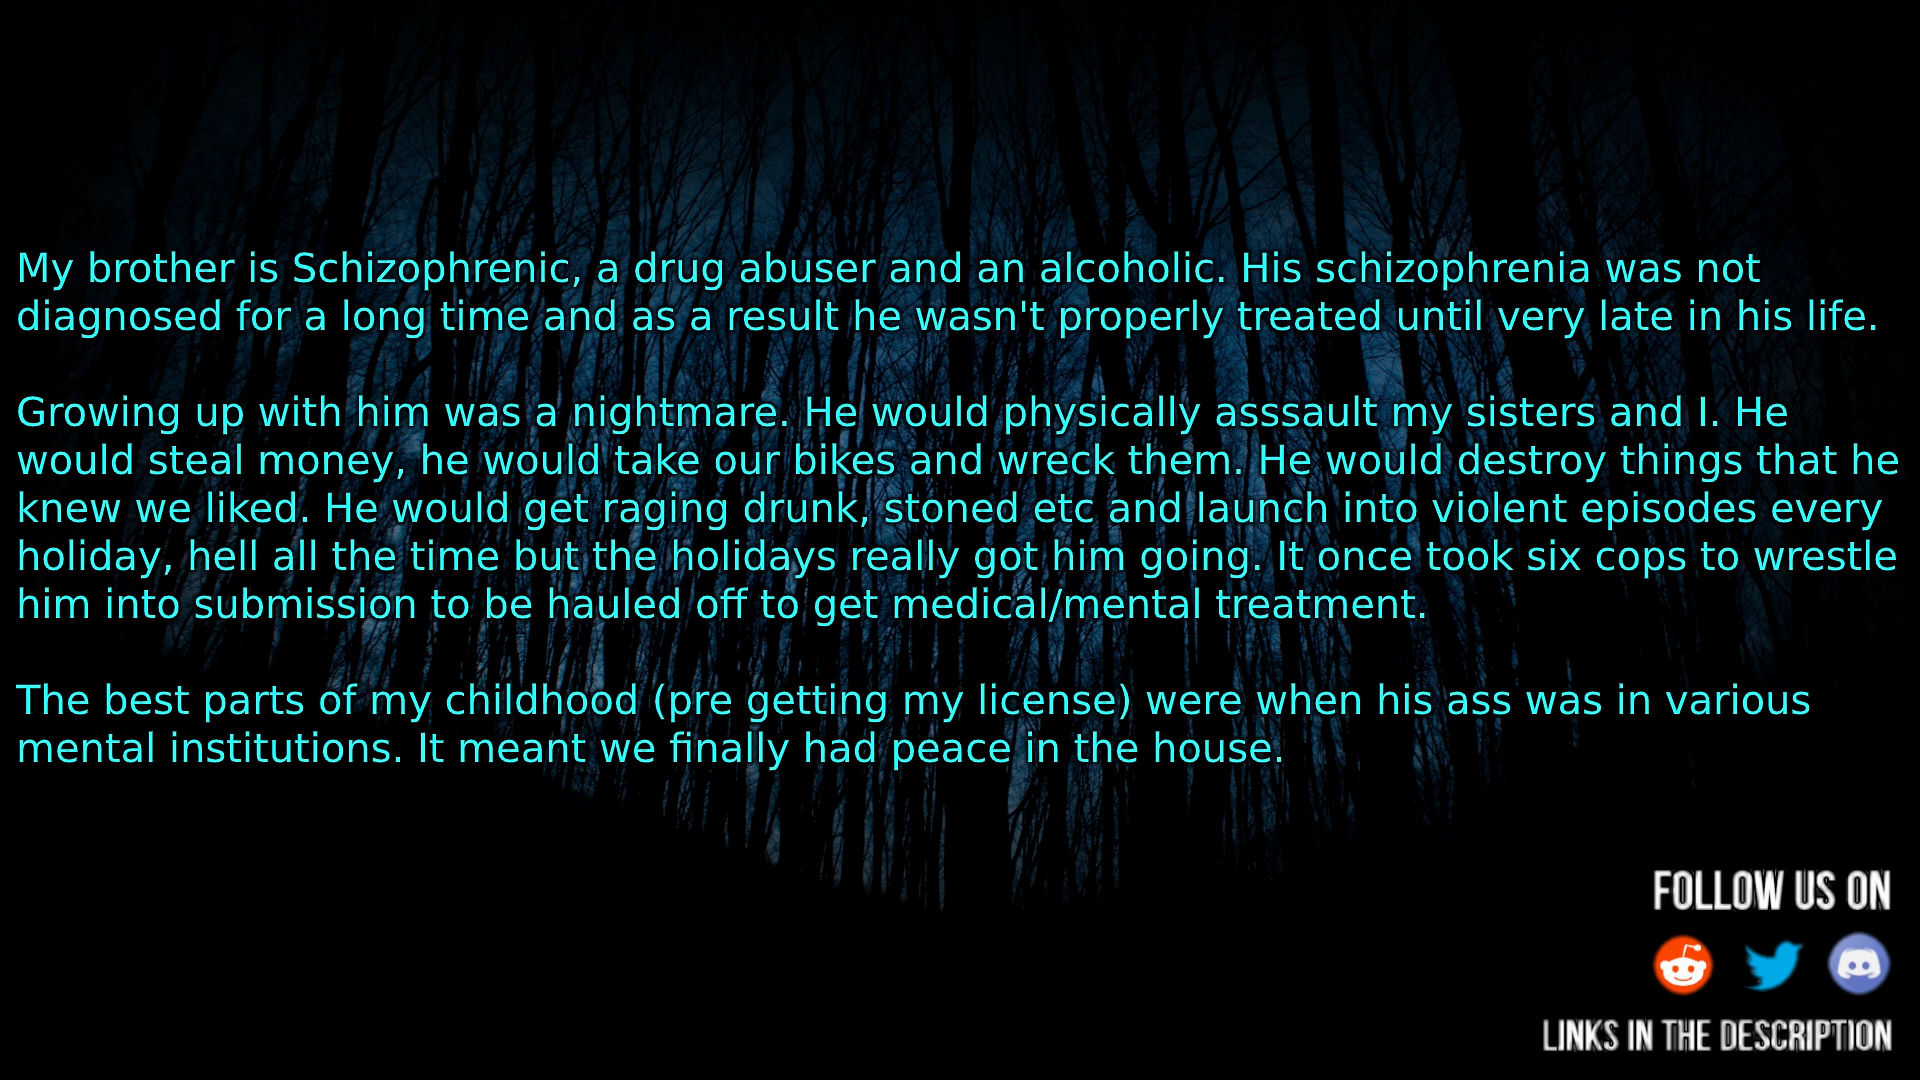 My brother is Schizophrenic, a drug abuser and an alcoholic. His schizophrenia was not
diagnosed for a long time and as a result he wasn't properly treated until very late in his life.
Growing up with him was a nightmare. He would physically asssault my sisters and I. He
would steal money, he would take our bikes and wreck them. He would destroy things that he
knew we liked. He would get raging drunk, stoned etc and launch into violent episodes every
holiday, hell all the time but the holidays really got him going. It once took six cops to wrestle
him into submission to be hauled off to get medical/mental treatment.
The best parts of my childhood (pre getting my license) were when his ass was in various
mental institutions. It meant we finally had peace in the house.
FOLLOW US ON
LINKS IN THE DESCRIPTION